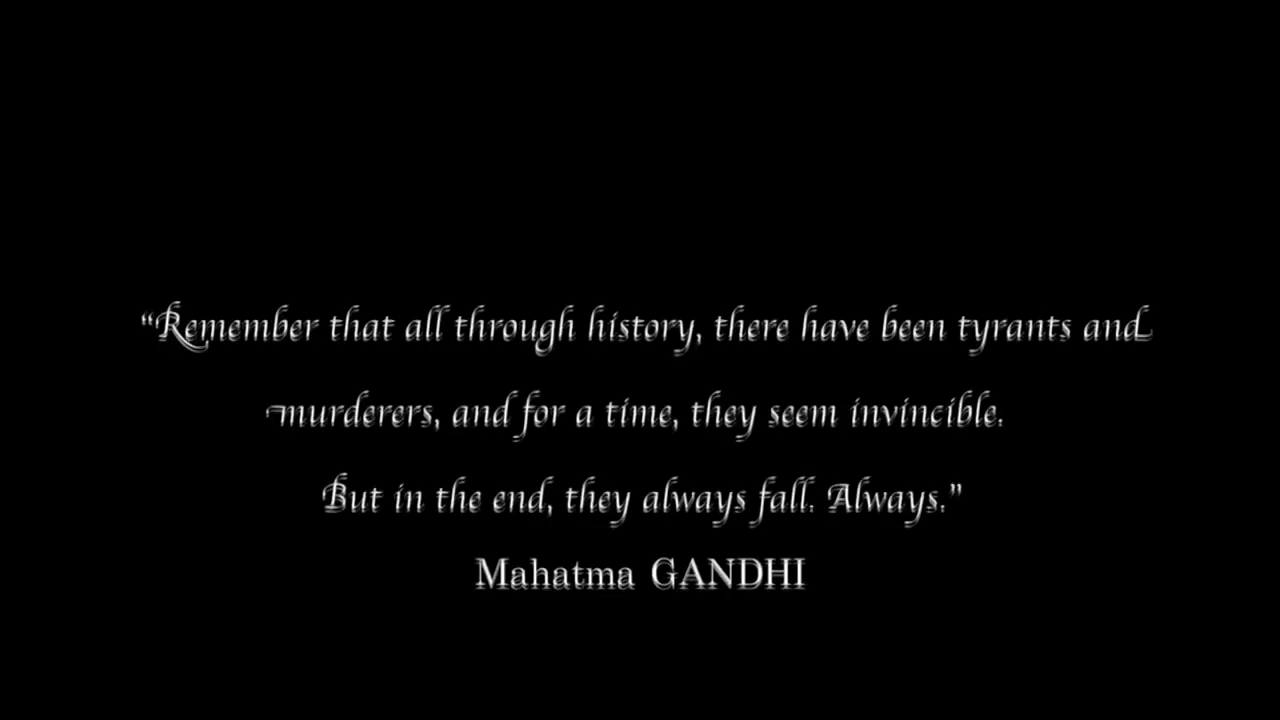 “Remember that all through history, there have been tyrants and
murderers, and for a time, they seem invincible.
But in the end, they always fall. Always.”
Mahatma GANDHI